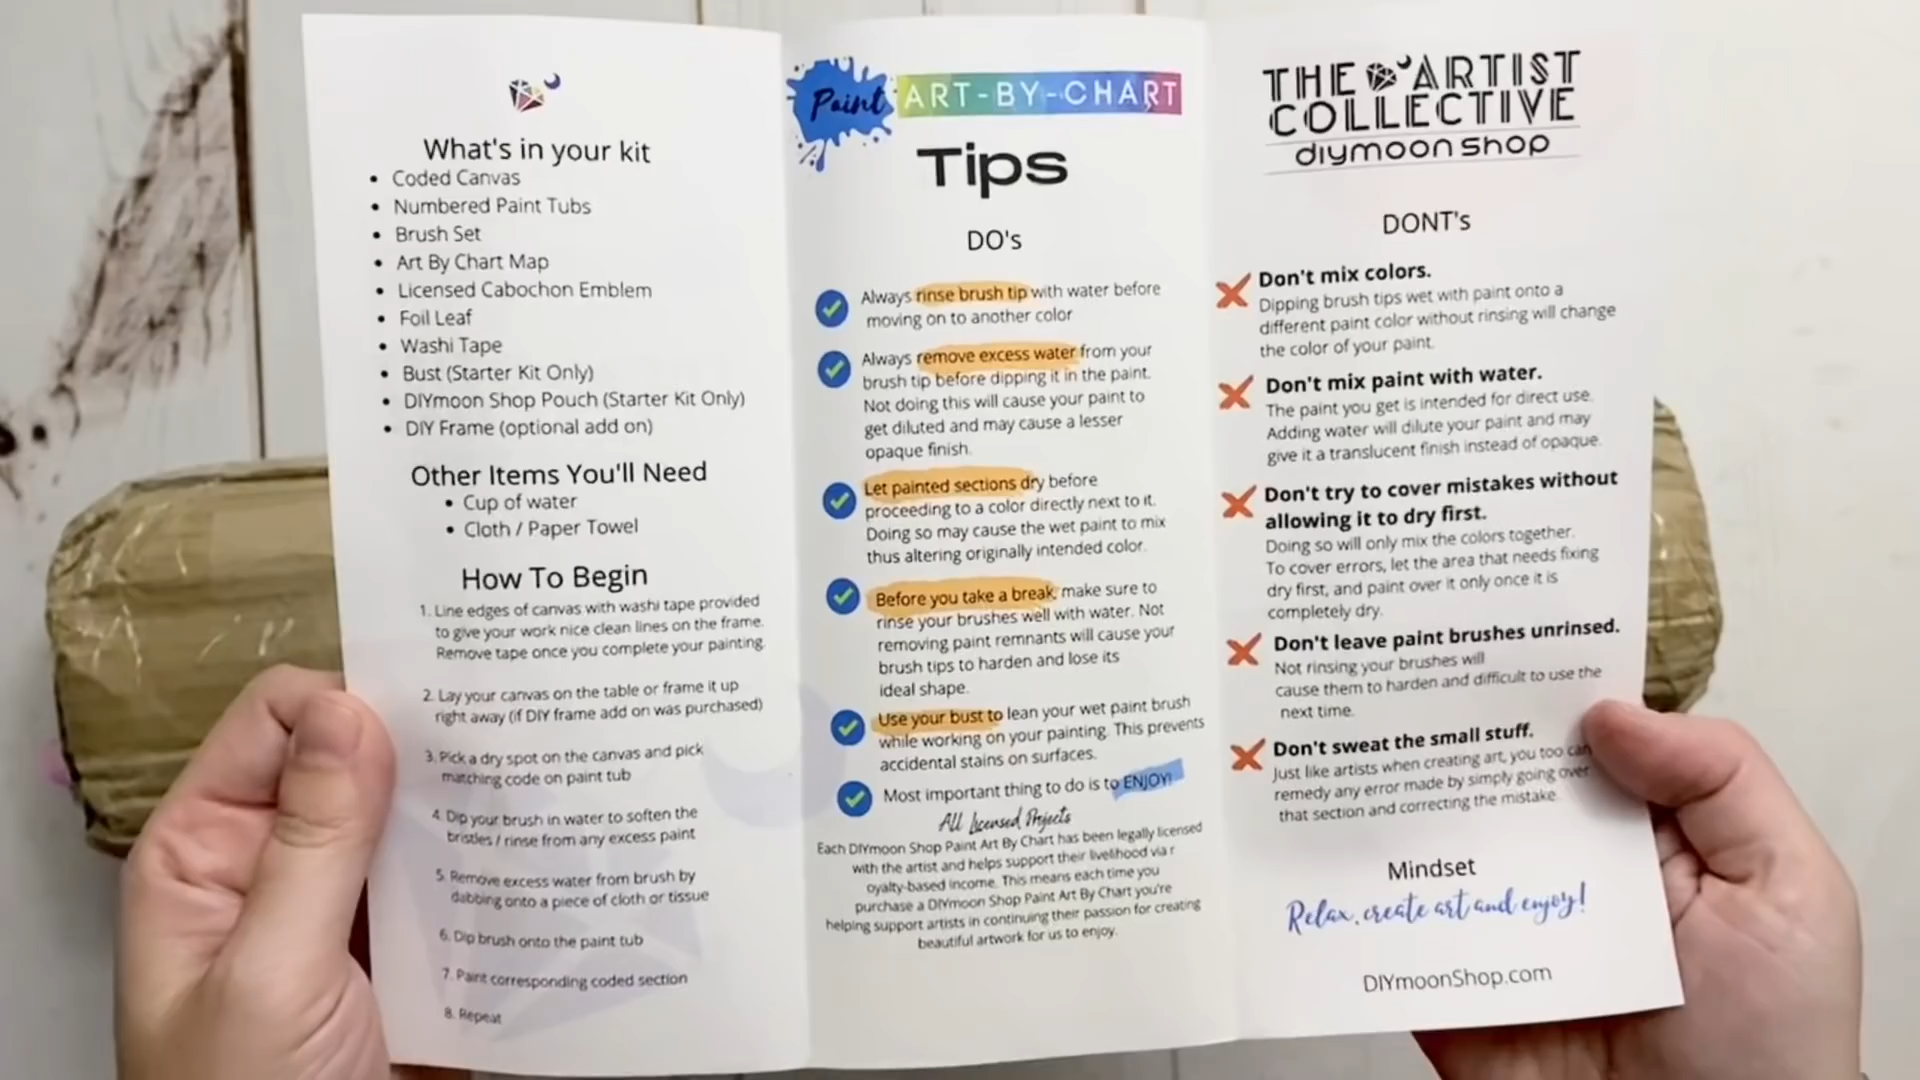 What's in your kit
• Coded Canvas
• Numbered Paint Tubs
• Brush Set
• Art By Chart Map
• Licensed Cabochon Emblem
• Foil Leaf
• Washi Tape
• Bust (Starter Kit Only)
• DIYmoon Shop Pouch (Starter Kit Only)
• DIY Frame (optional add on)
Other Items You'll Need
• Cup of water
• Cloth / Paper Towel
How To Begin
1. Line edges of canvas with washi tape provided
to give your work nice clean lines on the frame.
Remove tape once you complete your painting.
2. Lay your canvas on the table or frame it up
right away (if DIY frame add on was purchased)
3. Pick a dry spot on the canvas and pick
matching code on paint tub
4. Dip your brush in water to soften the
bristles / rinse from any excess paint
5. Remove excess water from brush by
dabbing onto a piece of cloth or tissue
6. Dip brush onto the paint tub
7. Paint corresponding coded section
8. Repeat
Paint ART-BY-CHART
Tips
DO's
Always rinse brush tip with water before
moving on to another color
Always remove excess water from your
brush tip before dipping it in the paint.
Not doing this will cause your paint to
get diluted and may cause a lesser
opaque finish.
Let painted sections dry before
proceeding to a color directly next to it.
Doing so may cause the wet paint to mix
thus altering originally intended color.
Before you take a break, make sure to
rinse your brushes well with water. Not
removing paint remnants will cause your
brush tips to harden and lose its
ideal shape.
Use your bust to lean your wet paint brush
while working on your painting. This prevents
accidental stains on surfaces.
Most important thing to do is to ENJOY!
All Licensed Projects
Each DIYmoon Shop Paint Art By Chart has been legally licensed
with the artist and helps support their livelihood via r
oyalty-based income. This means each time you
purchase a DIYmoon Shop Paint Art By Chart you're
helping support artists in continuing their passion for creating
beautiful artwork for us to enjoy.
THE ARTIST
COLLECTIVE
diymoon shop
DONT's
Don't mix colors.
Dipping brush tips wet with paint onto a
different paint color without rinsing will change
the color of your paint.
Don't mix paint with water.
The paint you get is intended for direct use.
Adding water will dilute your paint and may
give it a translucent finish instead of opaque.
Don't try to cover mistakes without
allowing it to dry first.
Doing so will only mix the colors together.
To cover errors, let the area that needs fixing
dry first, and paint over it only once it is
completely dry.
Don't leave paint brushes unrinsed.
Not rinsing your brushes will
cause them to harden and difficult to use the
next time.
Don't sweat the small stuff.
Just like artists when creating art, you too can
remedy any error made by simply going over
that section and correcting the mistake.
Mindset
Relax, create art and enjoy!
DIYmoonShop.com